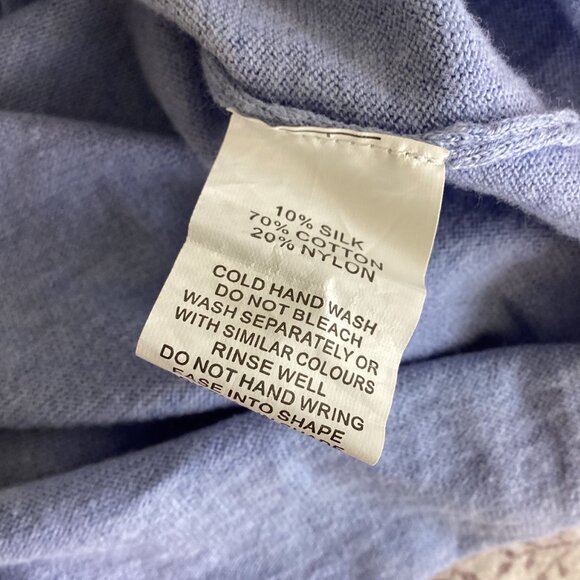 10% SILK
70% COTTON
20% NYLON
COLD HAND WASH
DO NOT BLEACH
WASH SEPARATELY OR
WITH SIMILAR COLOURS
RINSE WELL
DO NOT HAND WRING
EASE INTO SHAPE